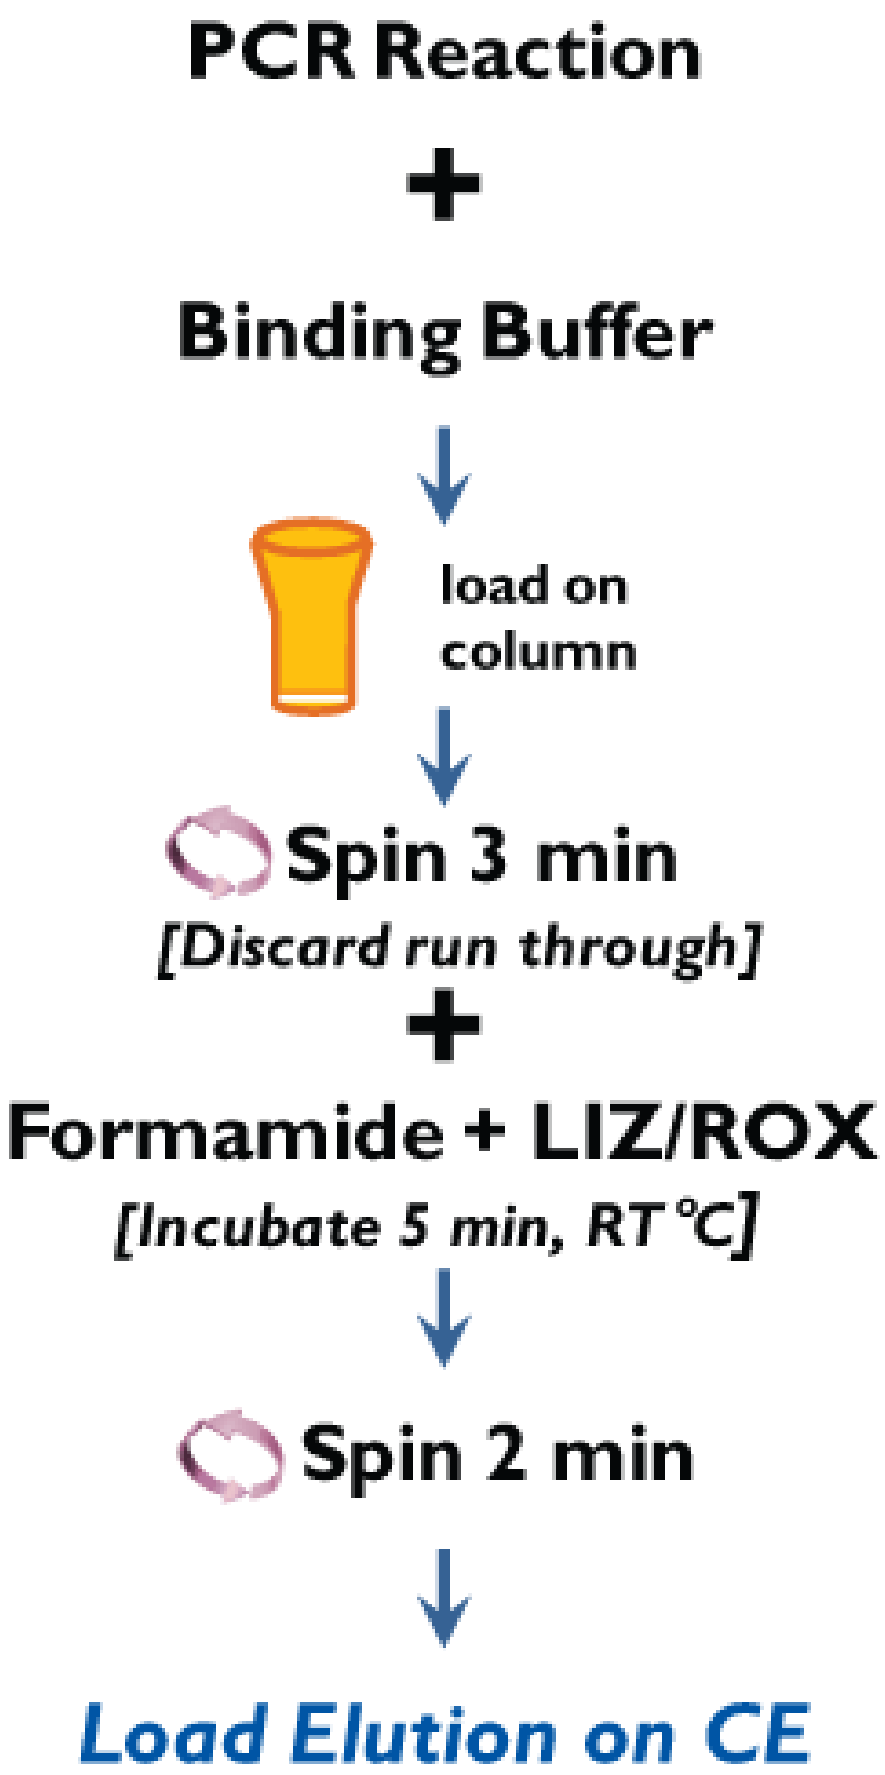 PCR Reaction
+
Binding Buffer
load on
column
Spin 3 min
[Discard run through]
+
Formamide + LIZ/ROX
[Incubate 5 min, RT °C]
Spin 2 min
Load Elution on CE